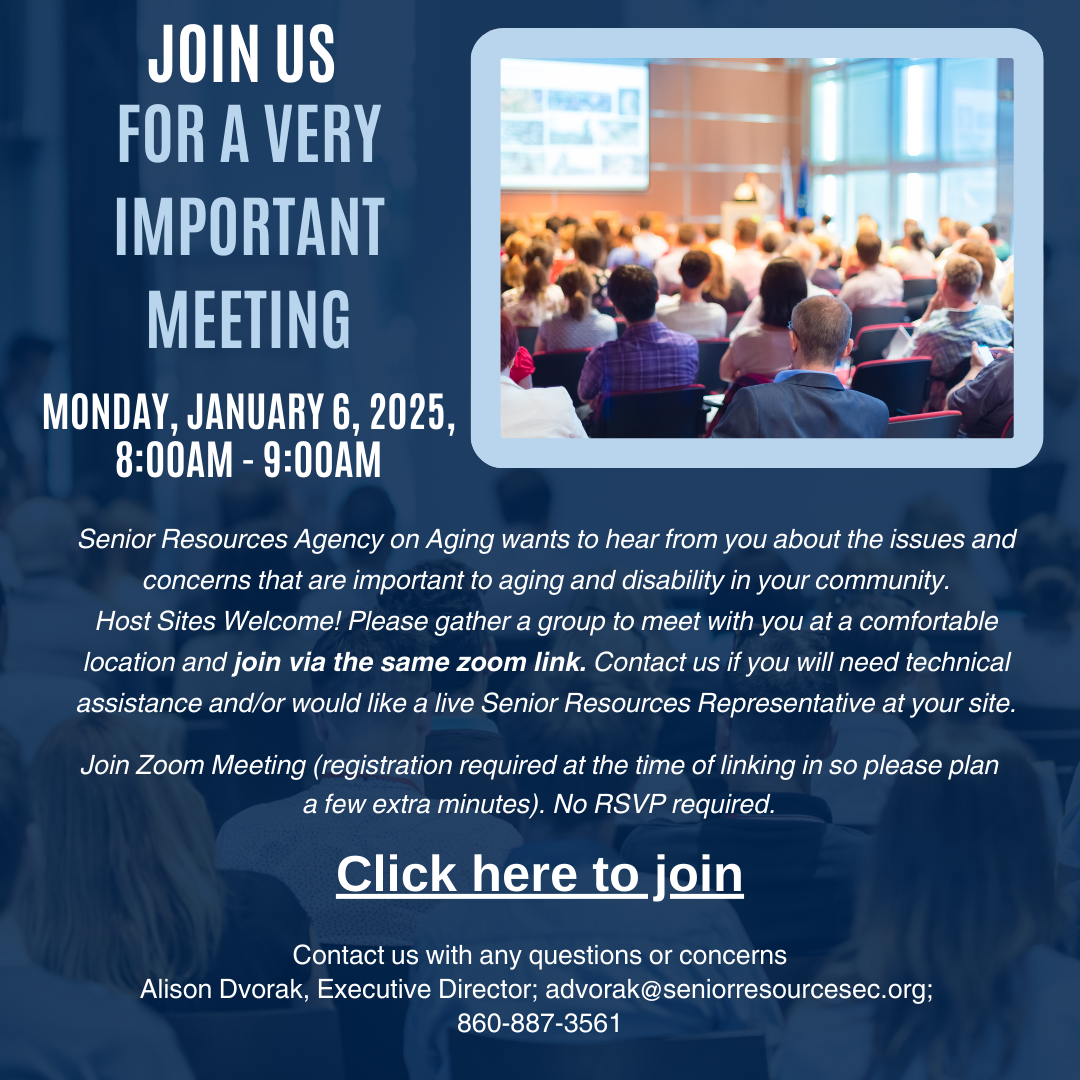 JOIN US
FOR A VERY
IMPORTANT
MEETING
MONDAY, JANUARY 6, 2025,
8:00AM - 9:00AM
Senior Resources Agency on Aging wants to hear from you about the issues and
concerns that are important to aging and disability in your community.
Host Sites Welcome! Please gather a group to meet with you at a comfortable
location and join via the same zoom link. Contact us if you will need technical
assistance and/or would like a live Senior Resources Representative at your site.
Join Zoom Meeting (registration required at the time of linking in so please plan
a few extra minutes). No RSVP required.
Click here to join
Contact us with any questions or concerns
Alison Dvorak, Executive Director; advorak@seniorresourcesec.org;
860-887-3561